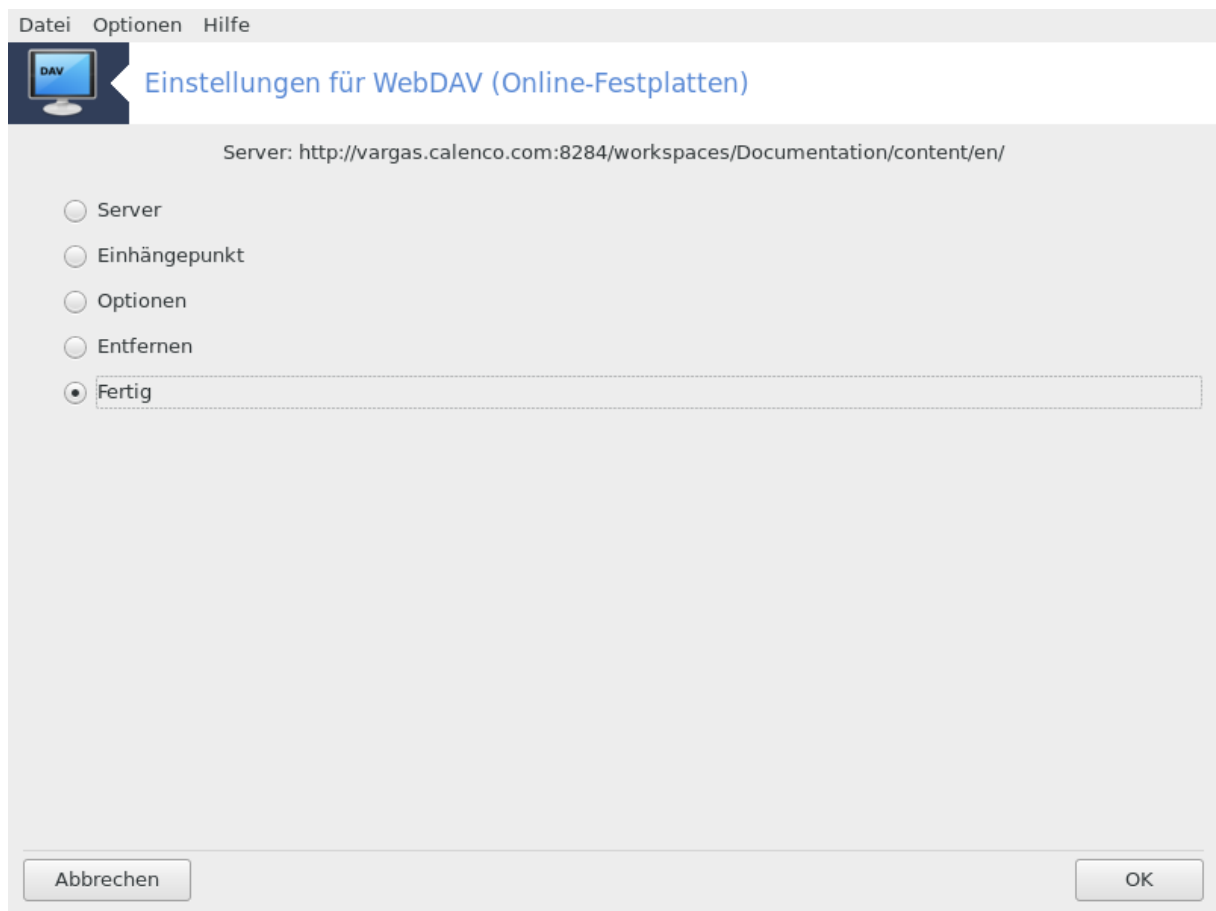 Datei Optionen Hilfe
DAV
Einstellungen für WebDAV (Online-Festplatten)
Server: http://vargas.calenco.com:8284/workspaces/Documentation/content/en/
Server
Einhängepunkt
Optionen
Entfernen
Fertig
Abbrechen OK